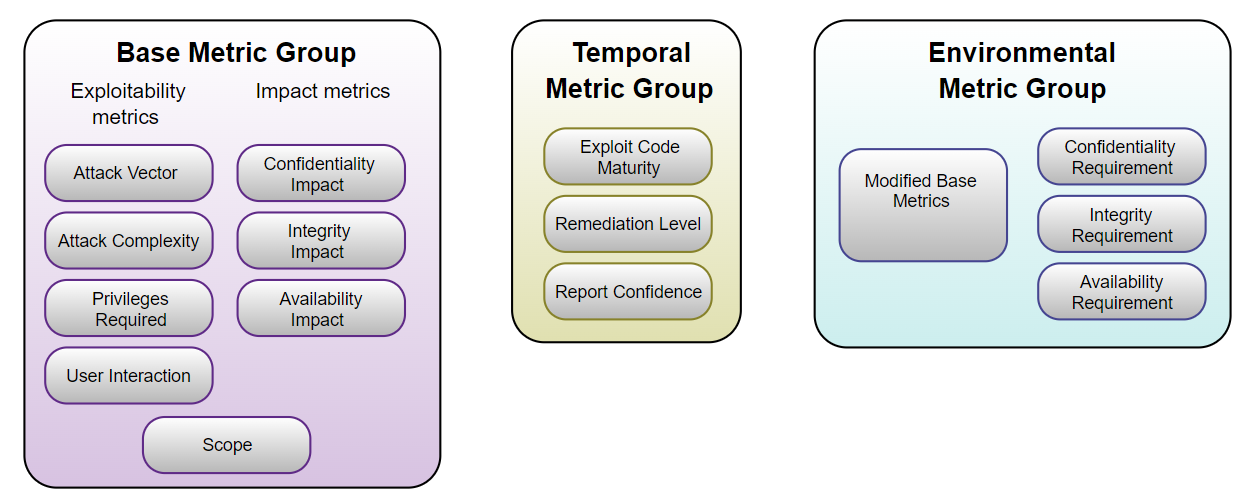 Base Metric Group
Exploitability
metrics
Impact metrics
Attack Vector
Confidentiality
Impact
Attack Complexity
Integrity
Impact
Privileges
Required
Availability
Impact
User Interaction
Scope
Temporal
Metric Group
Exploit Code
Maturity
Remediation Level
Report Confidence
Environmental
Metric Group
Modified Base
Metrics
Confidentiality
Requirement
Integrity
Requirement
Availability
Requirement